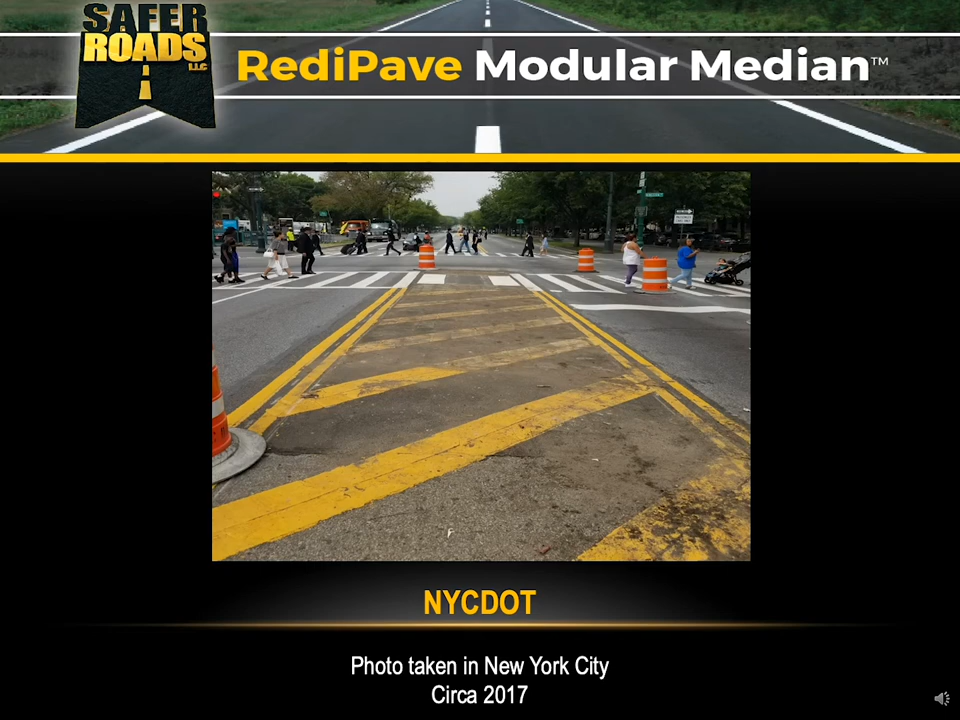 SAFER
ROADS
LLC
RediPave Modular Median™
NYCDOT
Photo taken in New York City
Circa 2017